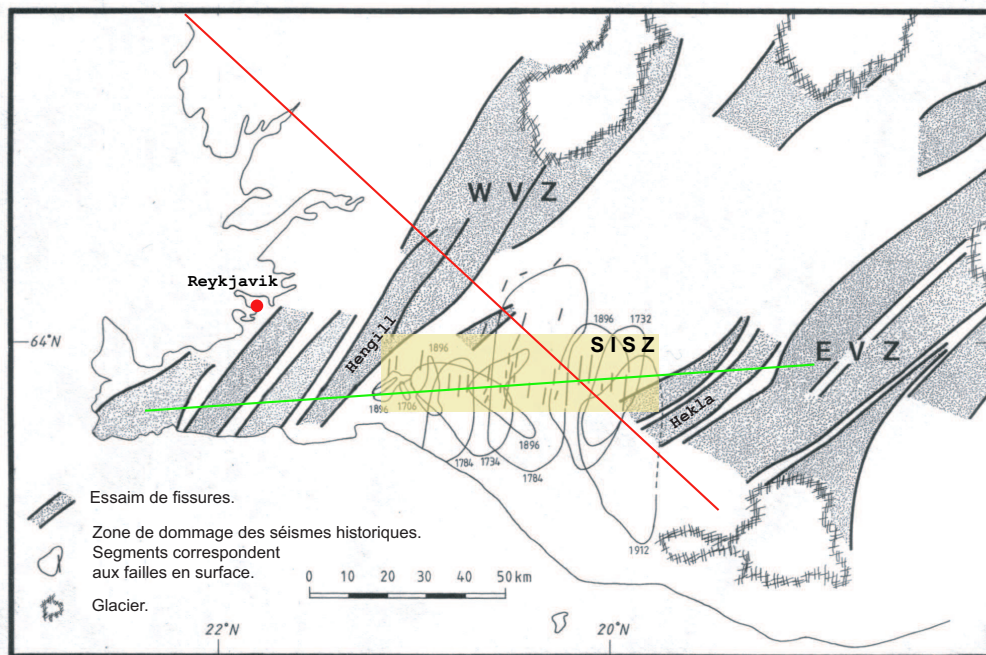 W V Z
Reykjavik
64°N
Hengill
1896
1732
S I S Z
E V Z
1896
1896
1706
Hekla
1896
1784
1734
1784
1912
Essaim de fissures.
Zone de dommage des séismes historiques.
Segments correspondent
aux failles en surface.
Glacier.
0 10 20 30 40 50 km
22°N
20°N